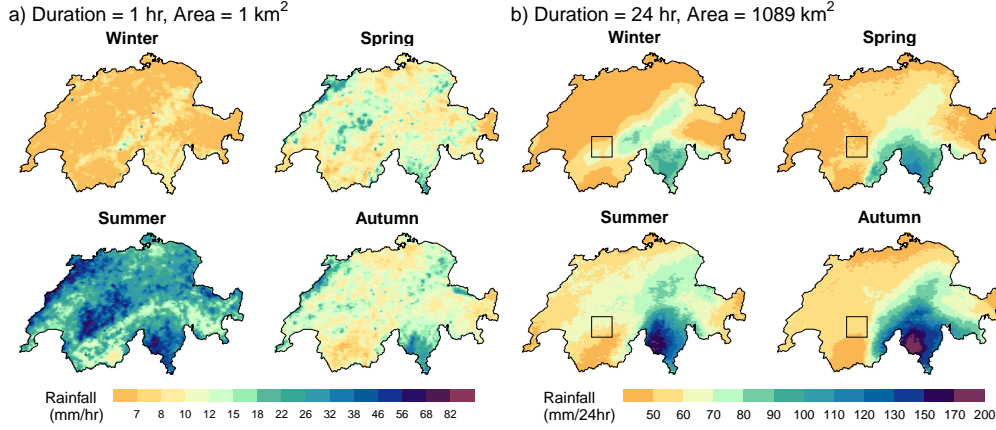 a) Duration = 1 hr, Area = 1 km²
b) Duration = 24 hr, Area = 1089 km²
Winter
Spring
Winter
Spring
Summer
Autumn
Summer
Autumn
Rainfall
(mm/hr)
7 8 10 12 15 18 22 26 32 38 46 56 68 82
Rainfall
(mm/24hr)
50 60 70 80 90 100 110 120 130 150 170 200